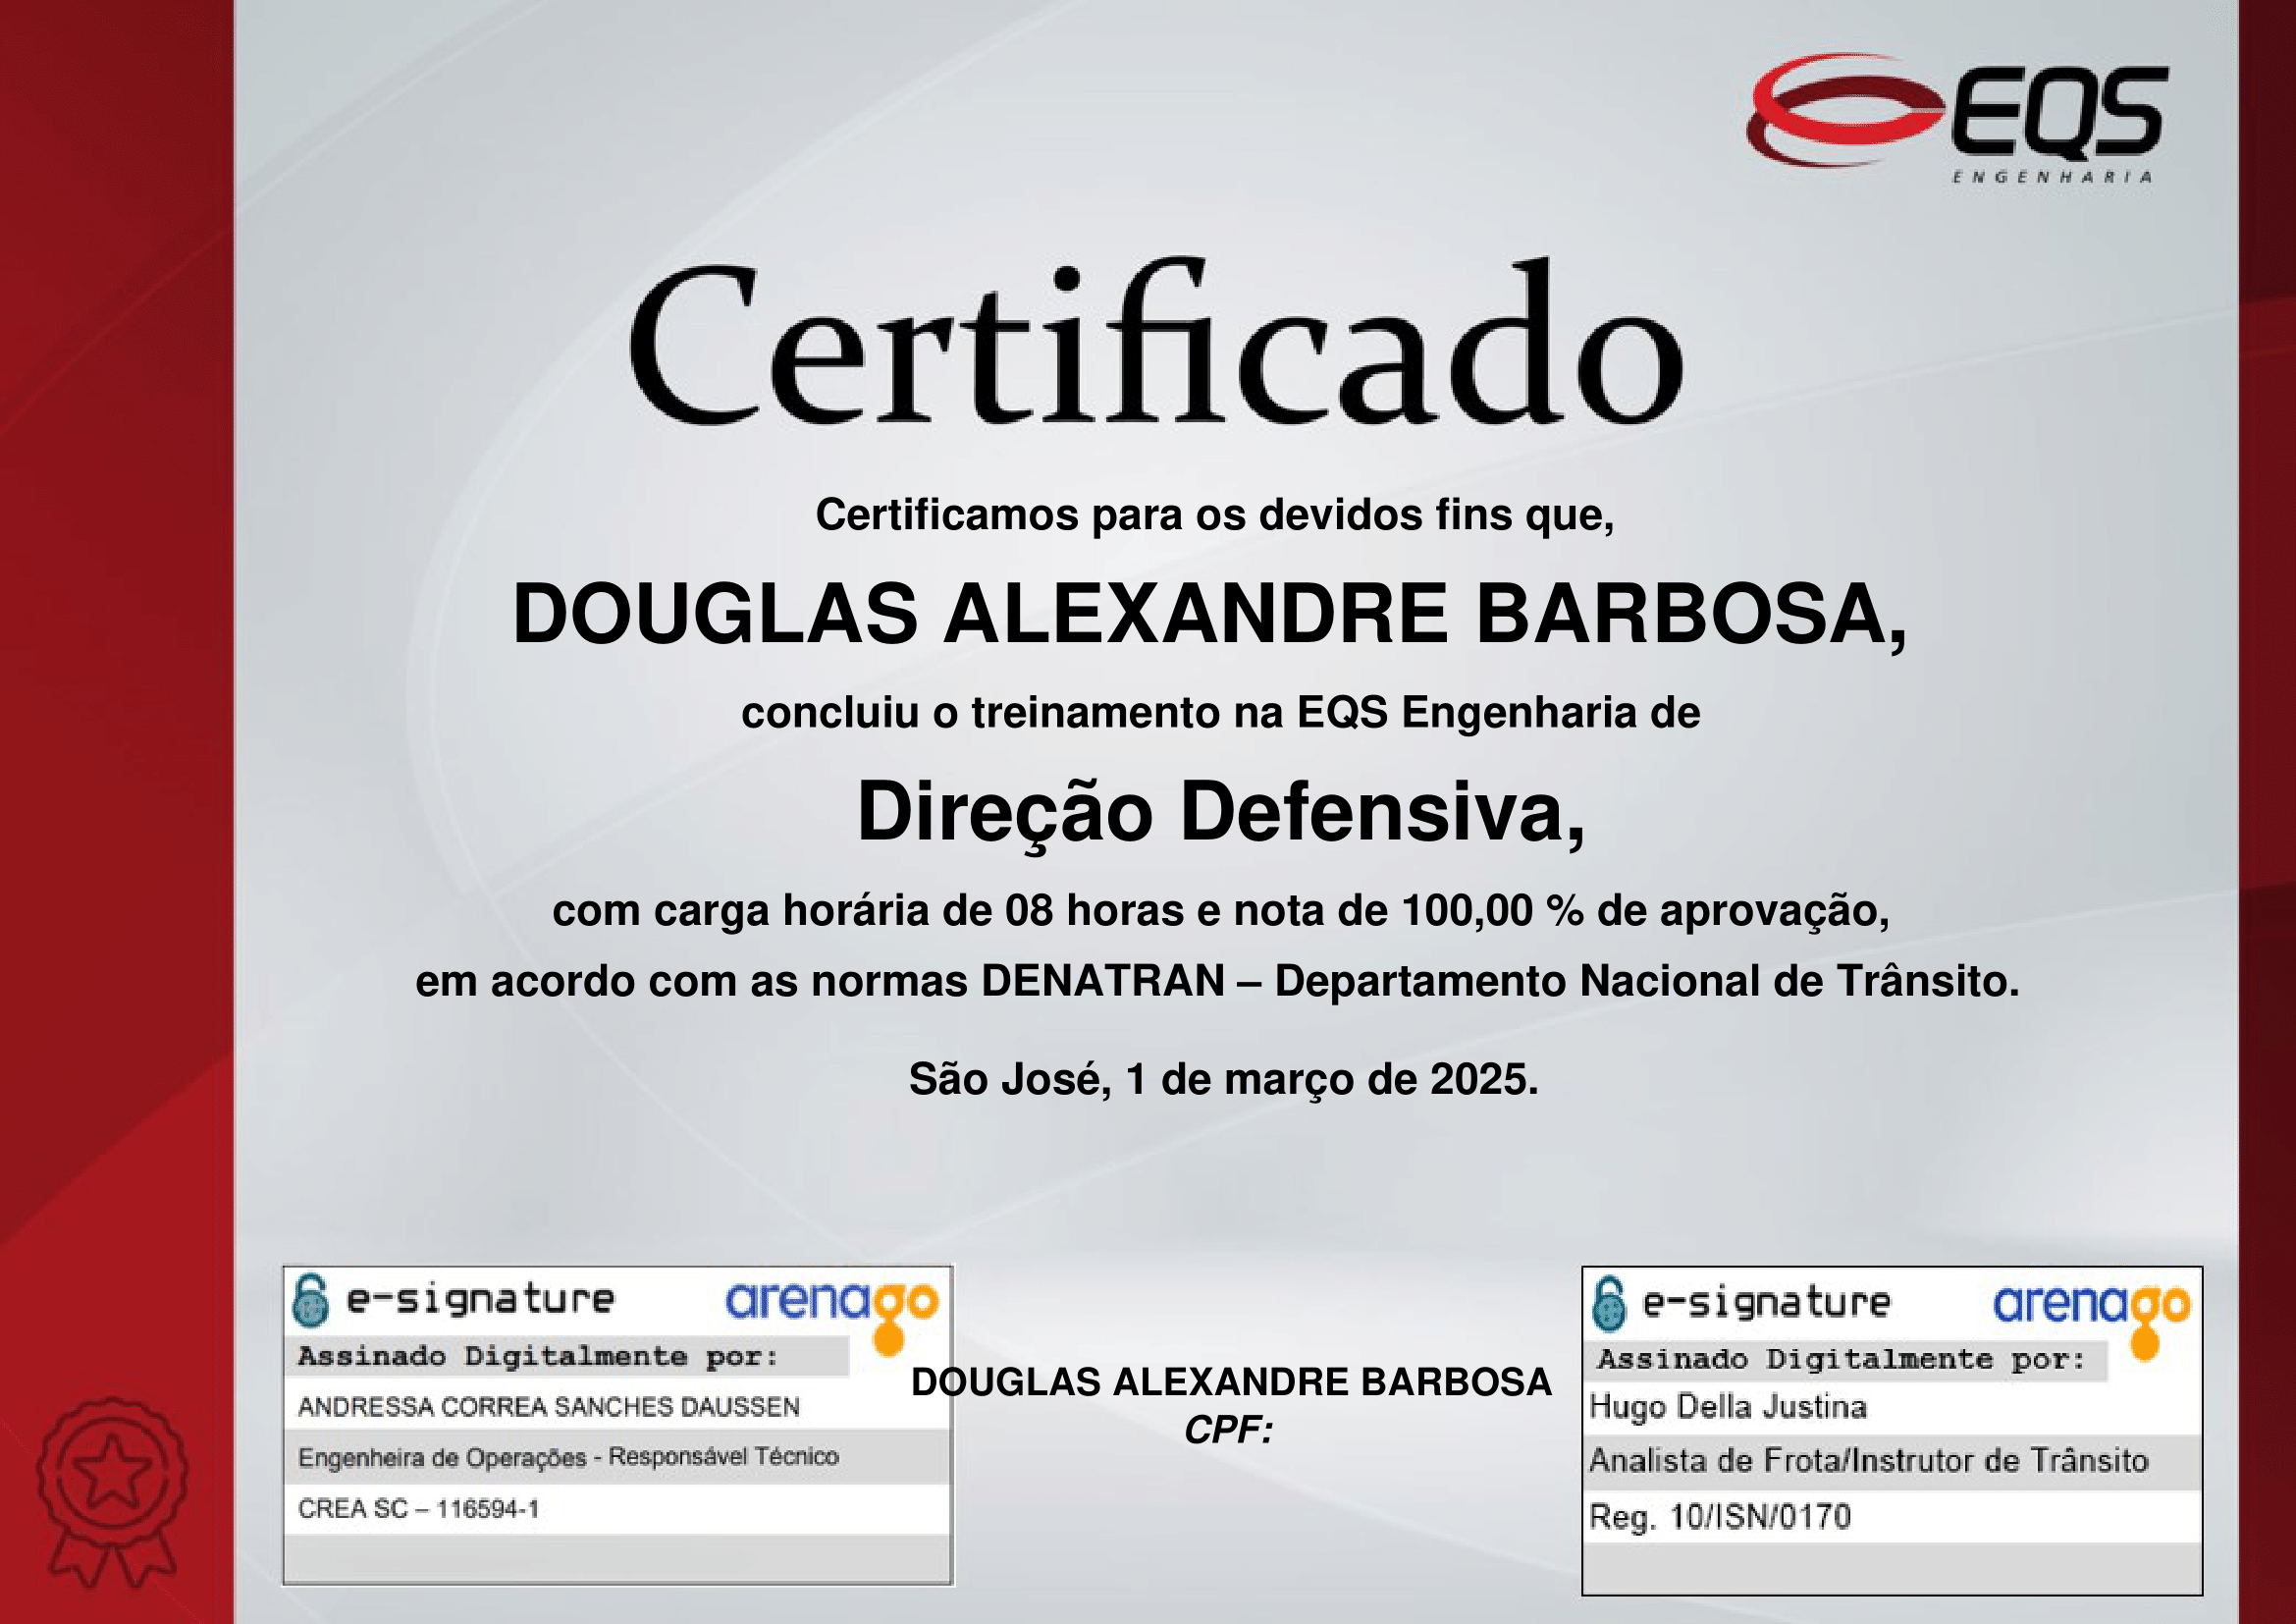 EQS
ENGENHARIA
Certificado
Certificamos para os devidos fins que,
DOUGLAS ALEXANDRE BARBOSA,
concluiu o treinamento na EQS Engenharia de
Direção Defensiva,
com carga horária de 08 horas e nota de 100,00 % de aprovação,
em acordo com as normas DENATRAN – Departamento Nacional de Trânsito.
São José, 1 de março de 2025.
e-signature arenago
Assinado Digitalmente por:
ANDRESSA CORREA SANCHES DAUSSEN
Engenheira de Operações - Responsável Técnico
CREA SC – 116594-1
DOUGLAS ALEXANDRE BARBOSA
CPF:
e-signature arenago
Assinado Digitalmente por:
Hugo Della Justina
Analista de Frota/Instrutor de Trânsito
Reg. 10/ISN/0170